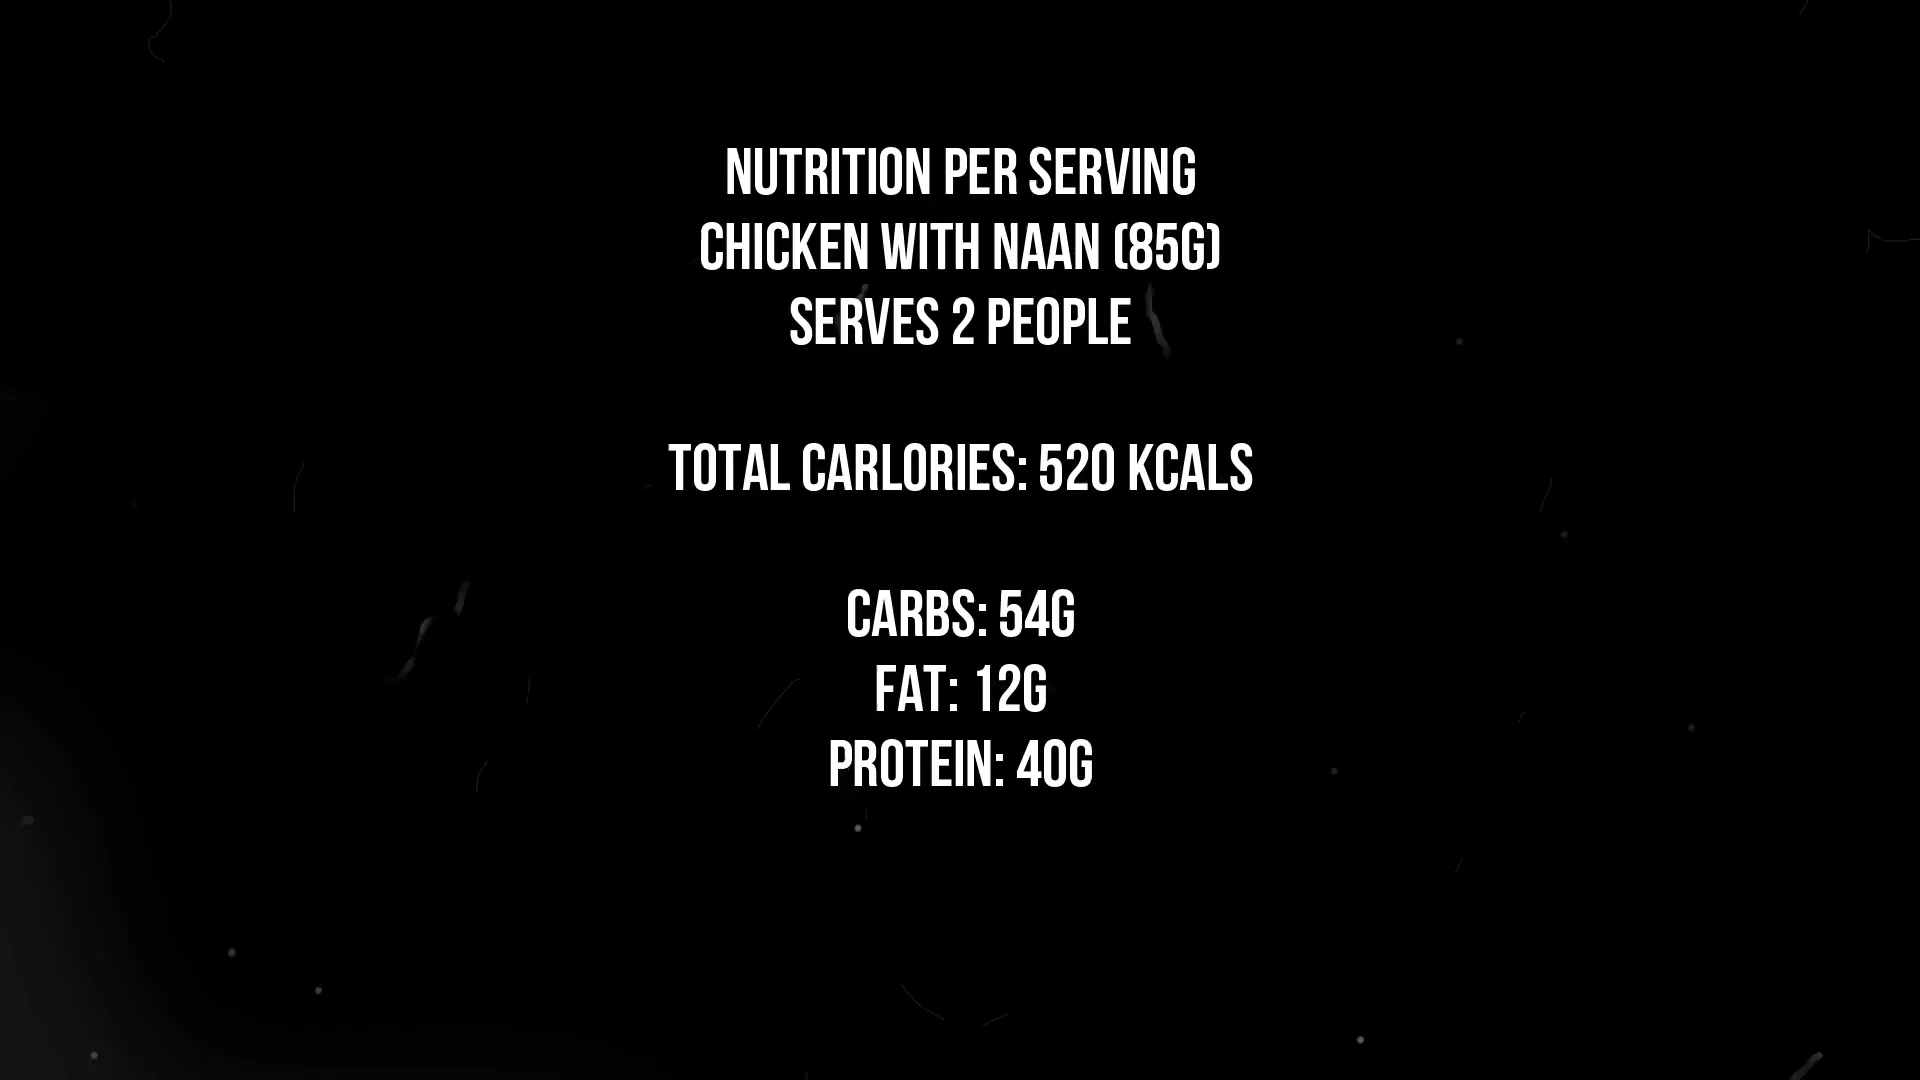 NUTRITION PER SERVING
CHICKEN WITH NAAN (85G)
SERVES 2 PEOPLE
TOTAL CARLORIES: 520 KCALS
CARBS: 54G
FAT: 12G
PROTEIN: 40G